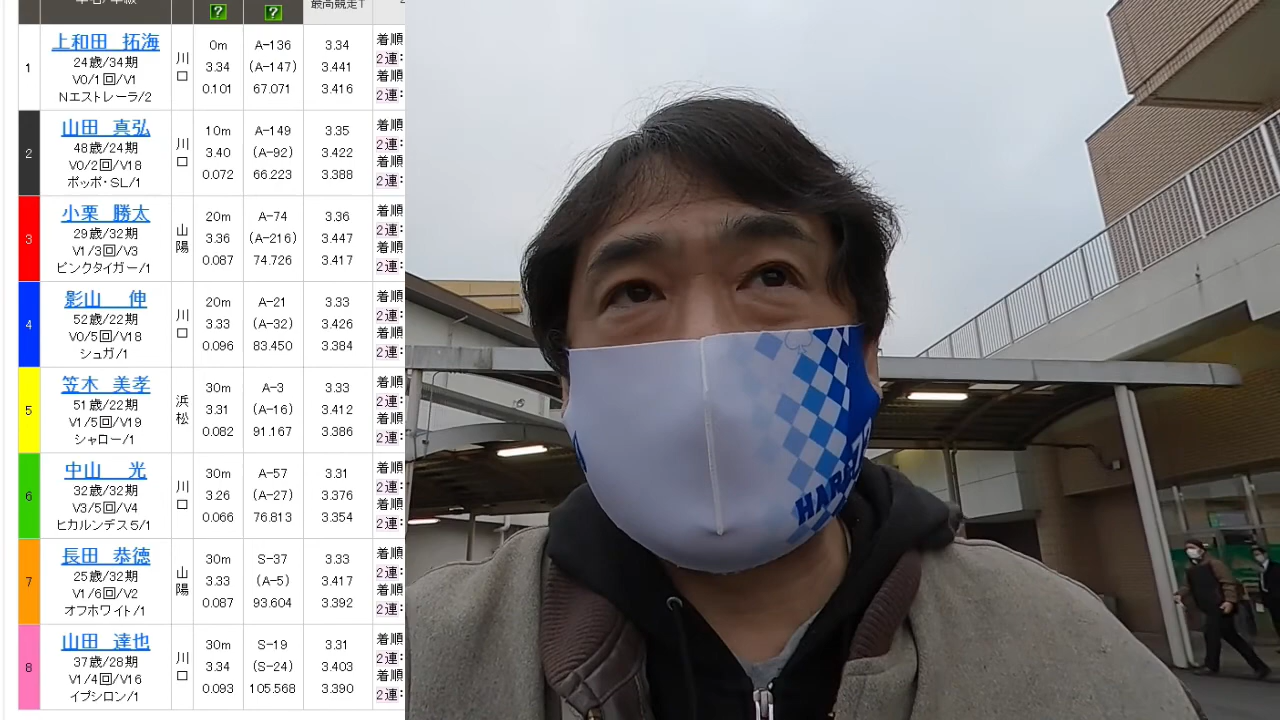 最高競走T
1
上和田 拓海
24歳/34期
V0/1回/V1
Nエストレーラ/2
川口
0m
3.34
0.101
A-136
(A-147)
67.071
3.34
3.441
3.416
着順
2連:
着順
2連:
2
山田 真弘
48歳/24期
V0/2回/V18
ポッポ・SL/1
川口
10m
3.40
0.072
A-149
(A-92)
66.223
3.35
3.422
3.388
着順
2連:
着順
2連:
3
小栗 勝太
29歳/32期
V1/3回/V3
ピンクタイガー/1
山陽
20m
3.36
0.087
A-74
(A-216)
74.726
3.36
3.447
3.417
着順
2連:
着順
2連:
4
影山 伸
52歳/22期
V0/5回/V18
シュガ/1
川口
20m
3.33
0.096
A-21
(A-32)
83.450
3.33
3.426
3.384
着順
2連:
着順
2連:
5
笠木 美孝
51歳/22期
V1/5回/V19
シャロー/1
浜松
30m
3.31
0.082
A-3
(A-16)
91.167
3.33
3.412
3.386
着順
2連:
着順
2連:
6
中山 光
32歳/32期
V3/5回/V4
ヒカルンデス5/1
川口
30m
3.26
0.066
A-57
(A-27)
76.813
3.31
3.376
3.354
着順
2連:
着順
2連:
7
長田 恭徳
25歳/32期
V1/6回/V2
オフホワイト/1
山陽
30m
3.33
0.087
S-37
(A-5)
93.604
3.33
3.417
3.392
着順
2連:
着順
2連:
8
山田 達也
37歳/28期
V1/4回/V16
イプシロン/1
川口
30m
3.34
0.093
S-19
(S-24)
105.568
3.31
3.403
3.390
着順
2連:
着順
2連: